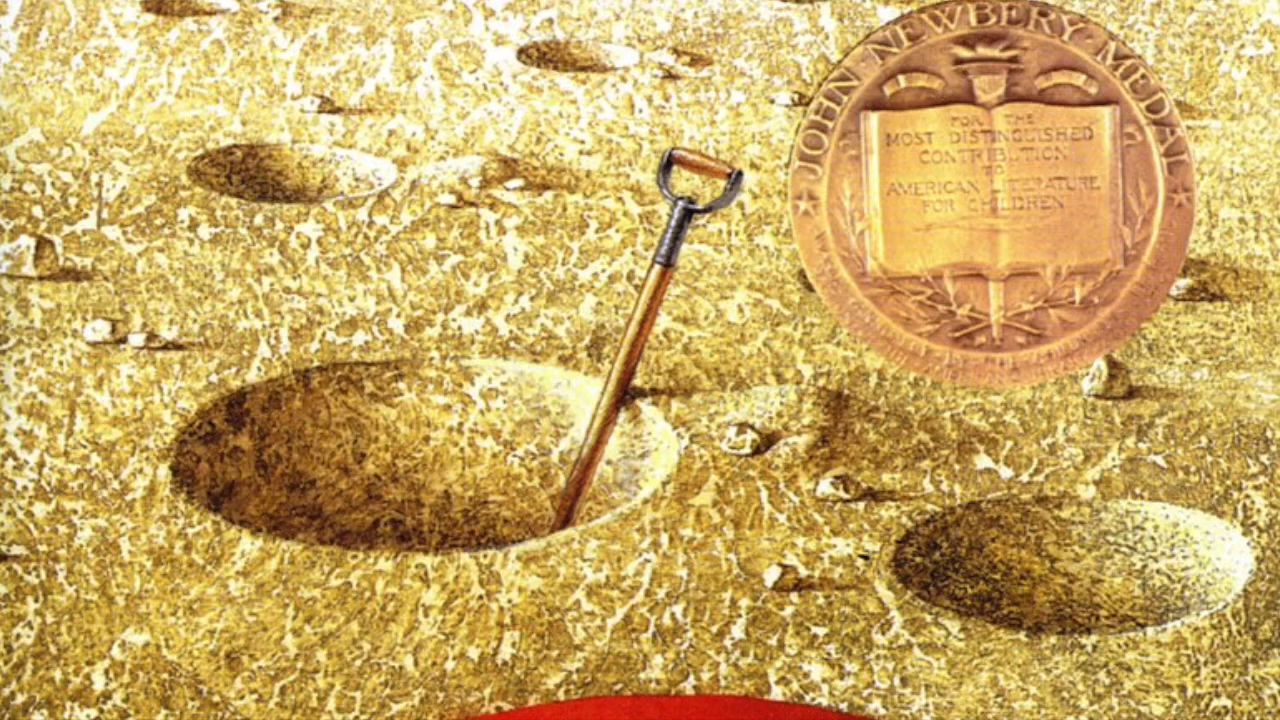 JOHN·NEWBERY·MEDAL
FOR THE
MOST DISTINGUISHED
CONTRIBUTION
TO
AMERICAN LITERATURE
FOR CHILDREN